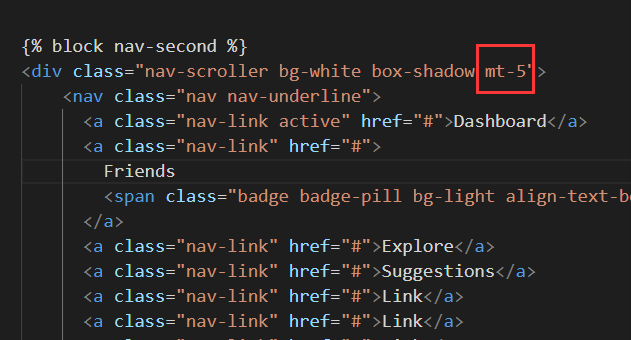 {% block nav-second %}
<div class="nav-scroller bg-white box-shadow mt-5">
<nav class="nav nav-underline">
<a class="nav-link active" href="#">Dashboard</a>
<a class="nav-link" href="#">
Friends
<span class="badge badge-pill bg-light align-text-bo
</a>
<a class="nav-link" href="#">Explore</a>
<a class="nav-link" href="#">Suggestions</a>
<a class="nav-link" href="#">Link</a>
<a class="nav-link" href="#">Link</a>